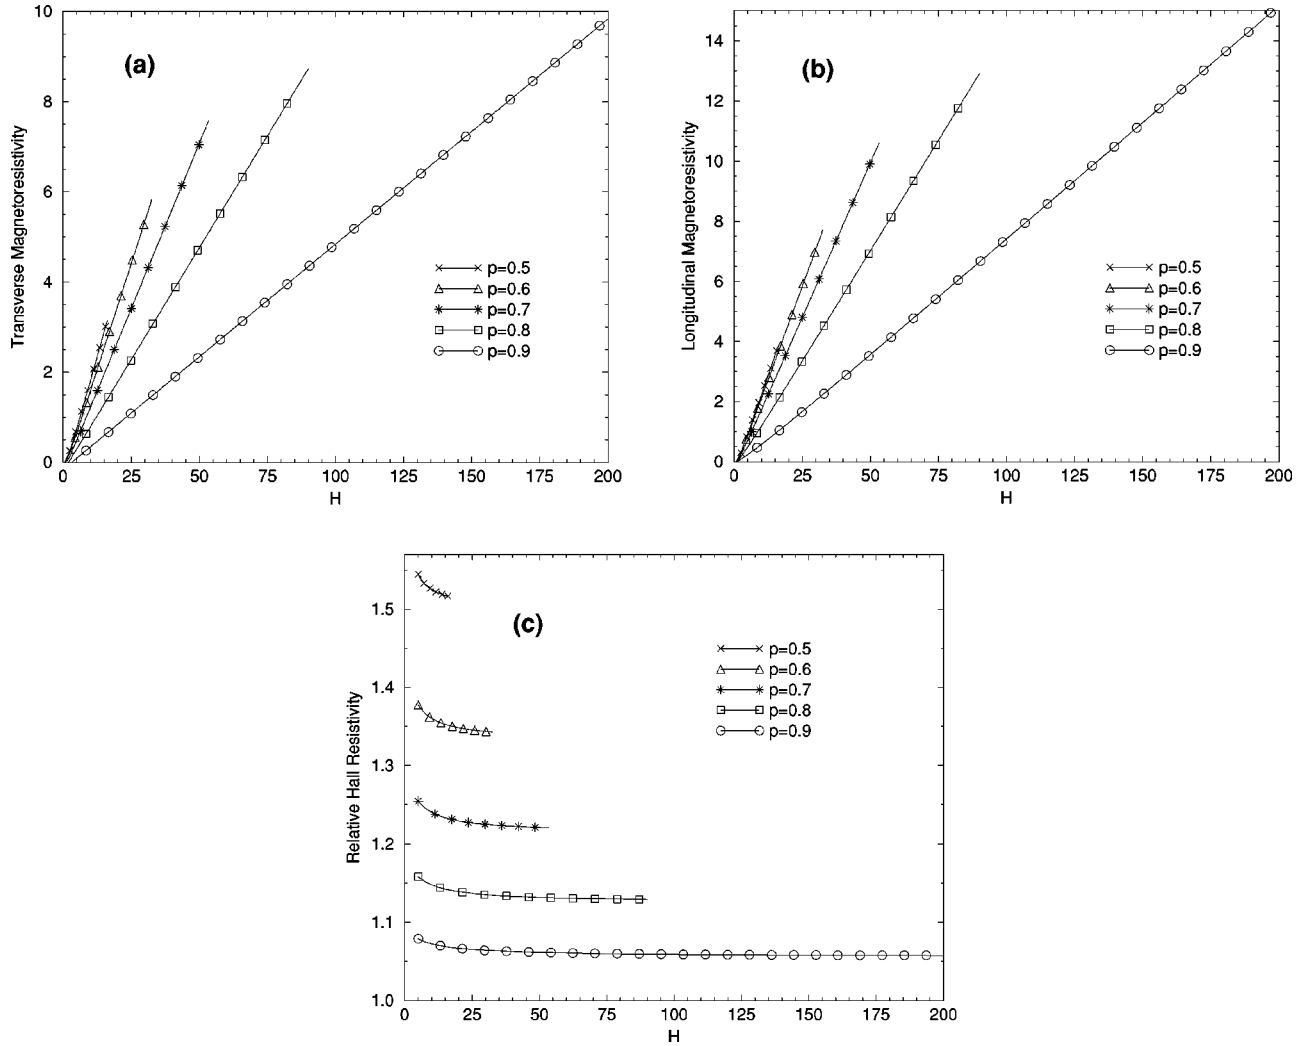 (a)
Transverse Magnetoresistivity
10
8
6
4
2
0
0 25 50 75 100 125 150 175 200
H
p=0.5
p=0.6
p=0.7
p=0.8
p=0.9
(b)
Longitudinal Magnetoresistivity
14
12
10
8
6
4
2
0
0 25 50 75 100 125 150 175 200
H
p=0.5
p=0.6
p=0.7
p=0.8
p=0.9
(c)
Relative Hall Resistivity
1.5
1.4
1.3
1.2
1.1
1.0
0 25 50 75 100 125 150 175 200
H
p=0.5
p=0.6
p=0.7
p=0.8
p=0.9